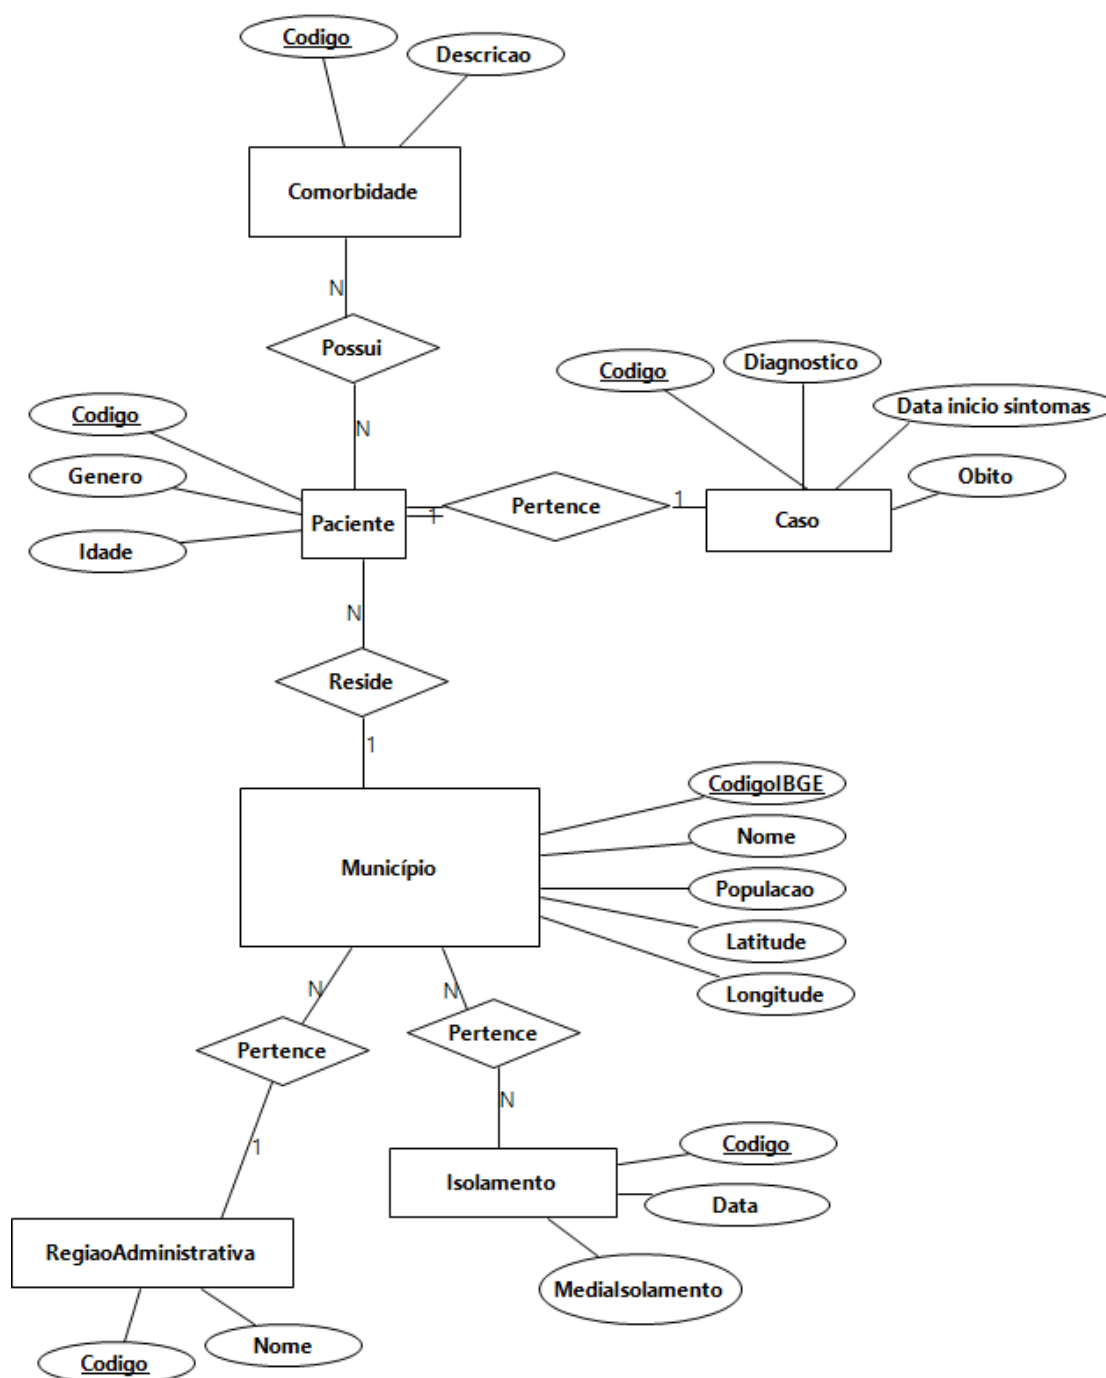 Codigo
Descricao
Comorbidade
N
Possui
N
Codigo
Genero
Idade
Paciente
1
Pertence
1
Codigo
Diagnostico
Data inicio sintomas
Obito
Caso
N
Reside
1
Município
CodigoIBGE
Nome
Populacao
Latitude
Longitude
N
Pertence
1
N
Pertence
N
Isolamento
Codigo
Data
MediaIsolamento
RegiaoAdministrativa
Codigo
Nome